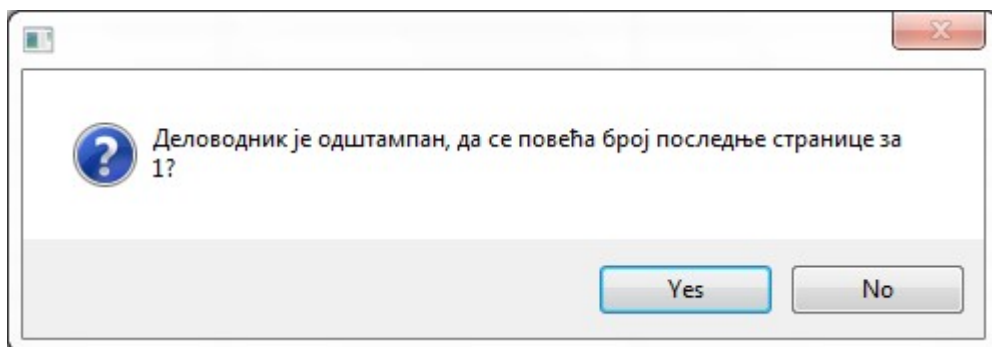 Деловодник је одштампан, да се повећа број последње странице за
1?
Yes
No